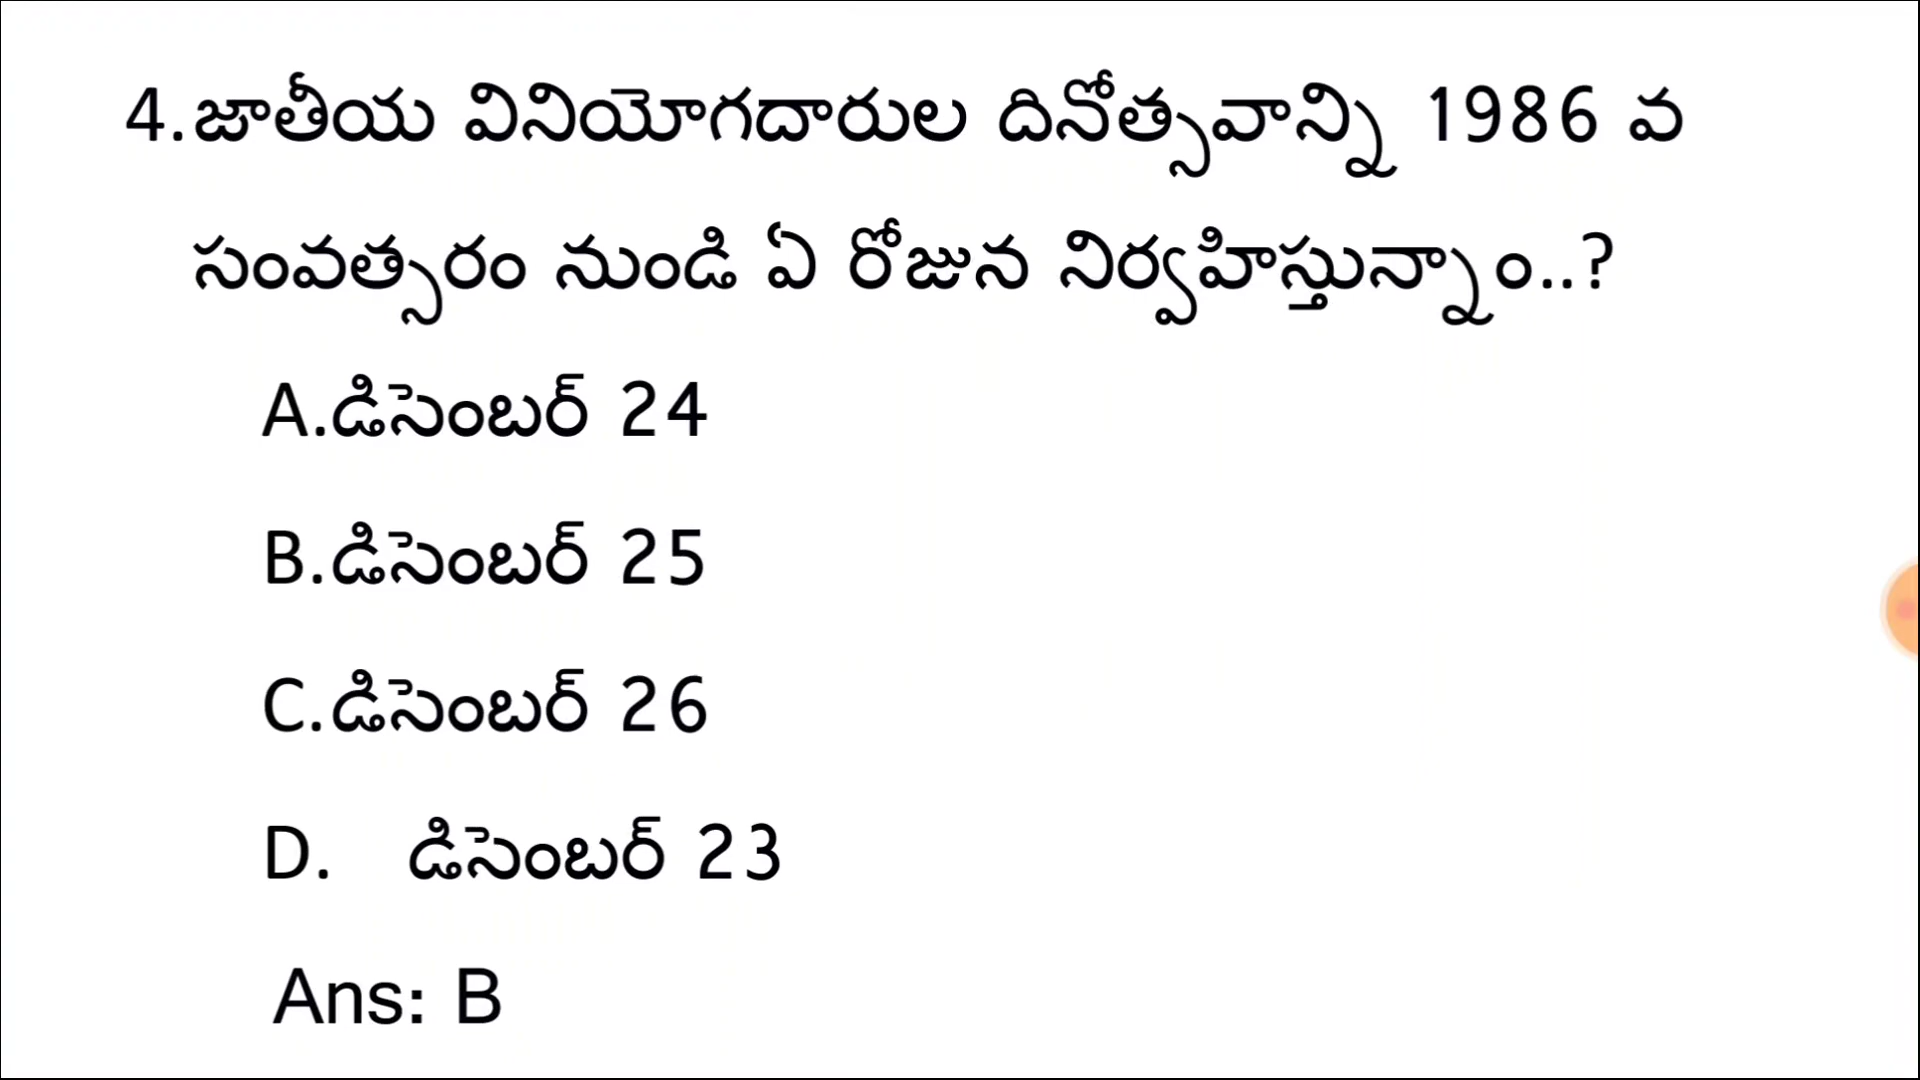 4.జాతీయ వినియోగదారుల దినోత్సవాన్ని 1986 వ
సంవత్సరం నుండి ఏ రోజున నిర్వహిస్తున్నాం..?
A.డిసెంబర్ 24
B.డిసెంబర్ 25
C.డిసెంబర్ 26
D. డిసెంబర్ 23
Ans: B